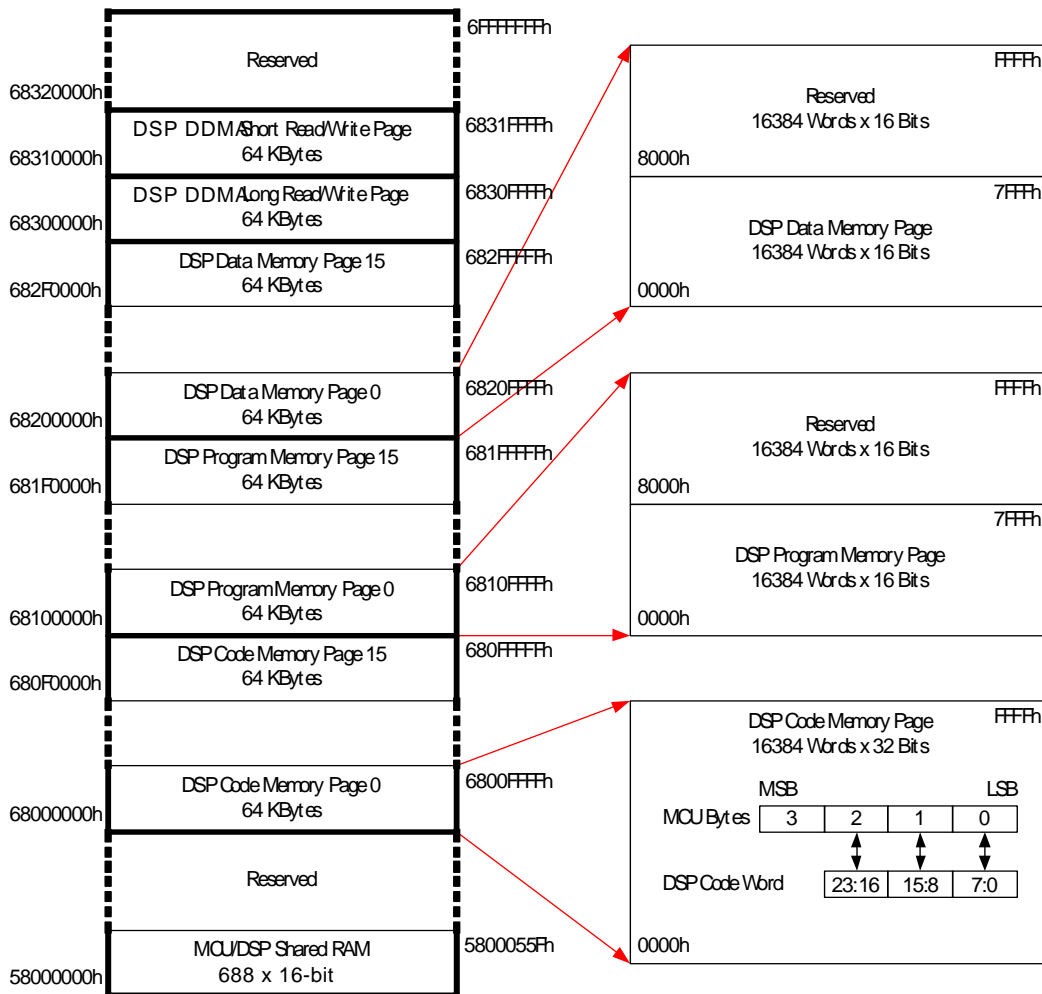 6FFFFFFFh
Reserved
68320000h
DSP DDMA Short Read/Write Page
64 KBytes
6831FFFFh
68310000h
DSP DDMA Long Read/Write Page
64 KBytes
6830FFFFh
68300000h
DSP Data Memory Page 15
64 KBytes
682FFFFFh
682F0000h
DSP Data Memory Page 0
64 KBytes
6820FFFFh
68200000h
DSP Program Memory Page 15
64 KBytes
681FFFFFh
681F0000h
DSP Program Memory Page 0
64 KBytes
6810FFFFh
68100000h
DSP Code Memory Page 15
64 KBytes
680FFFFFh
680F0000h
DSP Code Memory Page 0
64 KBytes
6800FFFFh
68000000h
Reserved
MCU/DSP Shared RAM
688 x 16-bit
5800055Fh
58000000h
FFFFh
Reserved
16384 Words x 16 Bits
8000h
7FFFh
DSP Data Memory Page
16384 Words x 16 Bits
0000h
FFFFh
Reserved
16384 Words x 16 Bits
8000h
7FFFh
DSP Program Memory Page
16384 Words x 16 Bits
0000h
DSP Code Memory Page
FFFFh
16384 Words x 32 Bits
MSB LSB
MCU Bytes 3 2 1 0
DSP Code Word 23:16 15:8 7:0
0000h